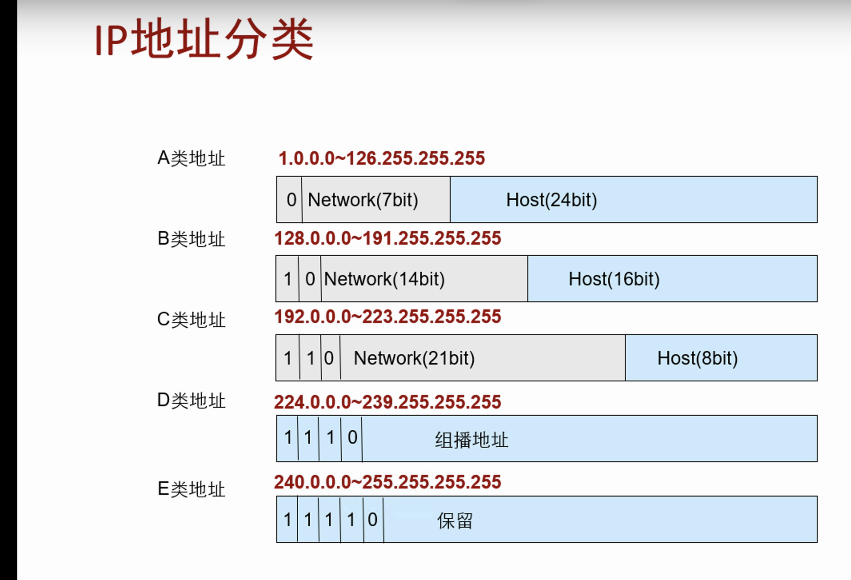 IP地址分类
A类地址 1.0.0.0~126.255.255.255
0 Network(7bit) Host(24bit)
B类地址 128.0.0.0~191.255.255.255
1 0 Network(14bit) Host(16bit)
C类地址 192.0.0.0~223.255.255.255
1 1 0 Network(21bit) Host(8bit)
D类地址 224.0.0.0~239.255.255.255
1 1 1 0 组播地址
E类地址 240.0.0.0~255.255.255.255
1 1 1 1 0 保留